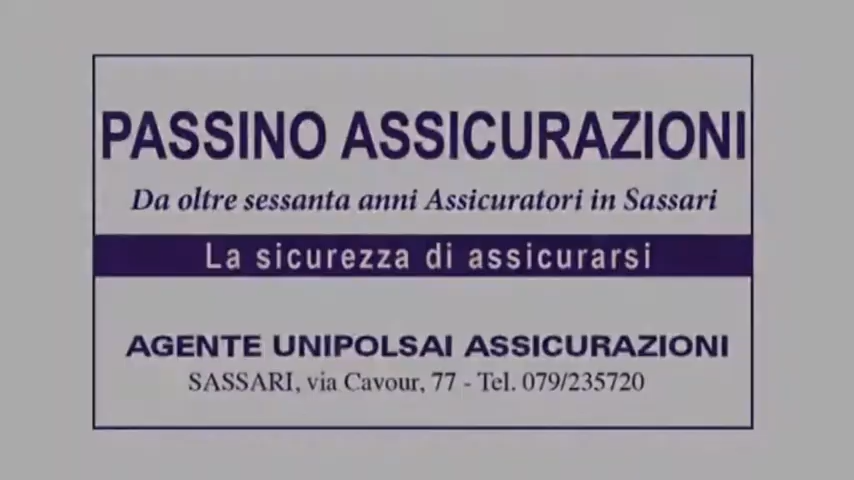 PASSINO ASSICURAZIONI
Da oltre sessanta anni Assicuratori in Sassari
La sicurezza di assicurarsi
AGENTE UNIPOLSAI ASSICURAZIONI
SASSARI, via Cavour, 77 - Tel. 079/235720